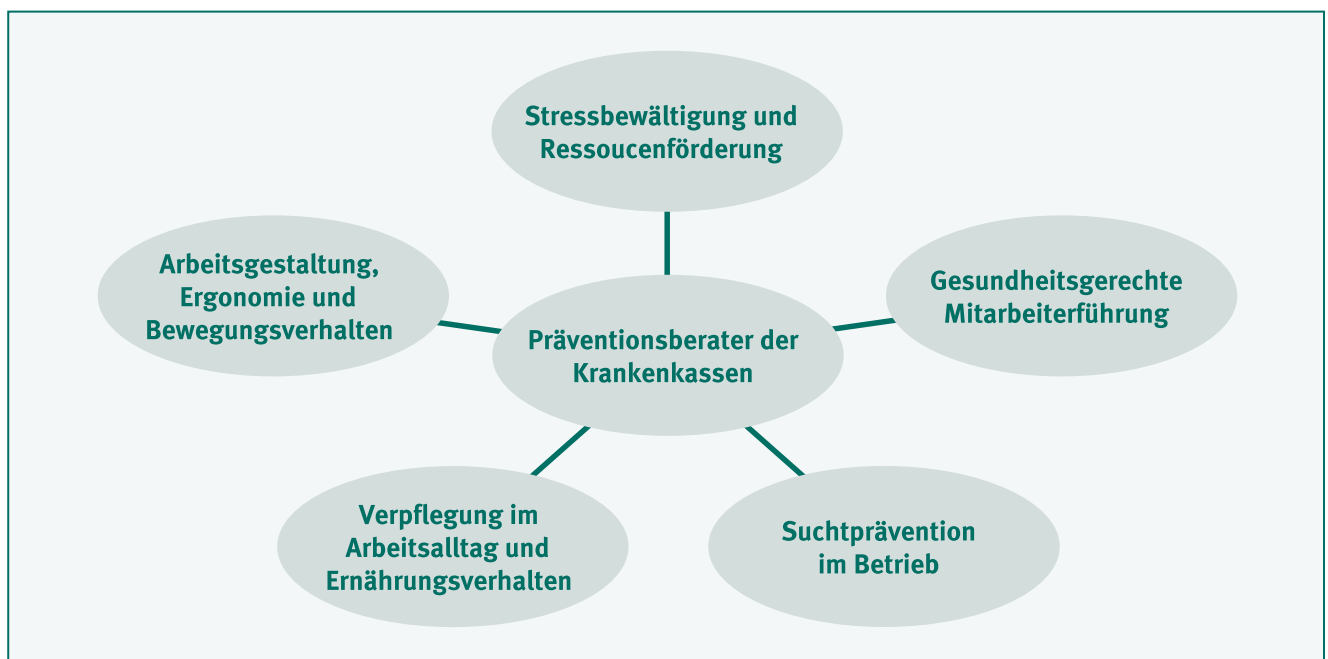 Stressbewältigung und
Ressoucenförderung
Arbeitsgestaltung,
Ergonomie und
Bewegungsverhalten
Gesundheitsgerechte
Mitarbeiterführung
Präventionsberater der
Krankenkassen
Verpflegung im
Arbeitsalltag und
Ernährungsverhalten
Suchtprävention
im Betrieb